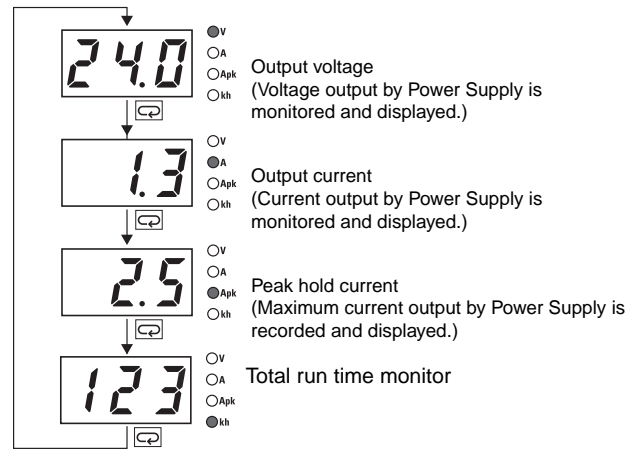 24.0
V
A
Apk
kh
Output voltage
(Voltage output by Power Supply is
monitored and displayed.)
1.3
V
A
Apk
kh
Output current
(Current output by Power Supply is
monitored and displayed.)
2.5
V
A
Apk
kh
Peak hold current
(Maximum current output by Power Supply is
recorded and displayed.)
123
V
A
Apk
kh
Total run time monitor